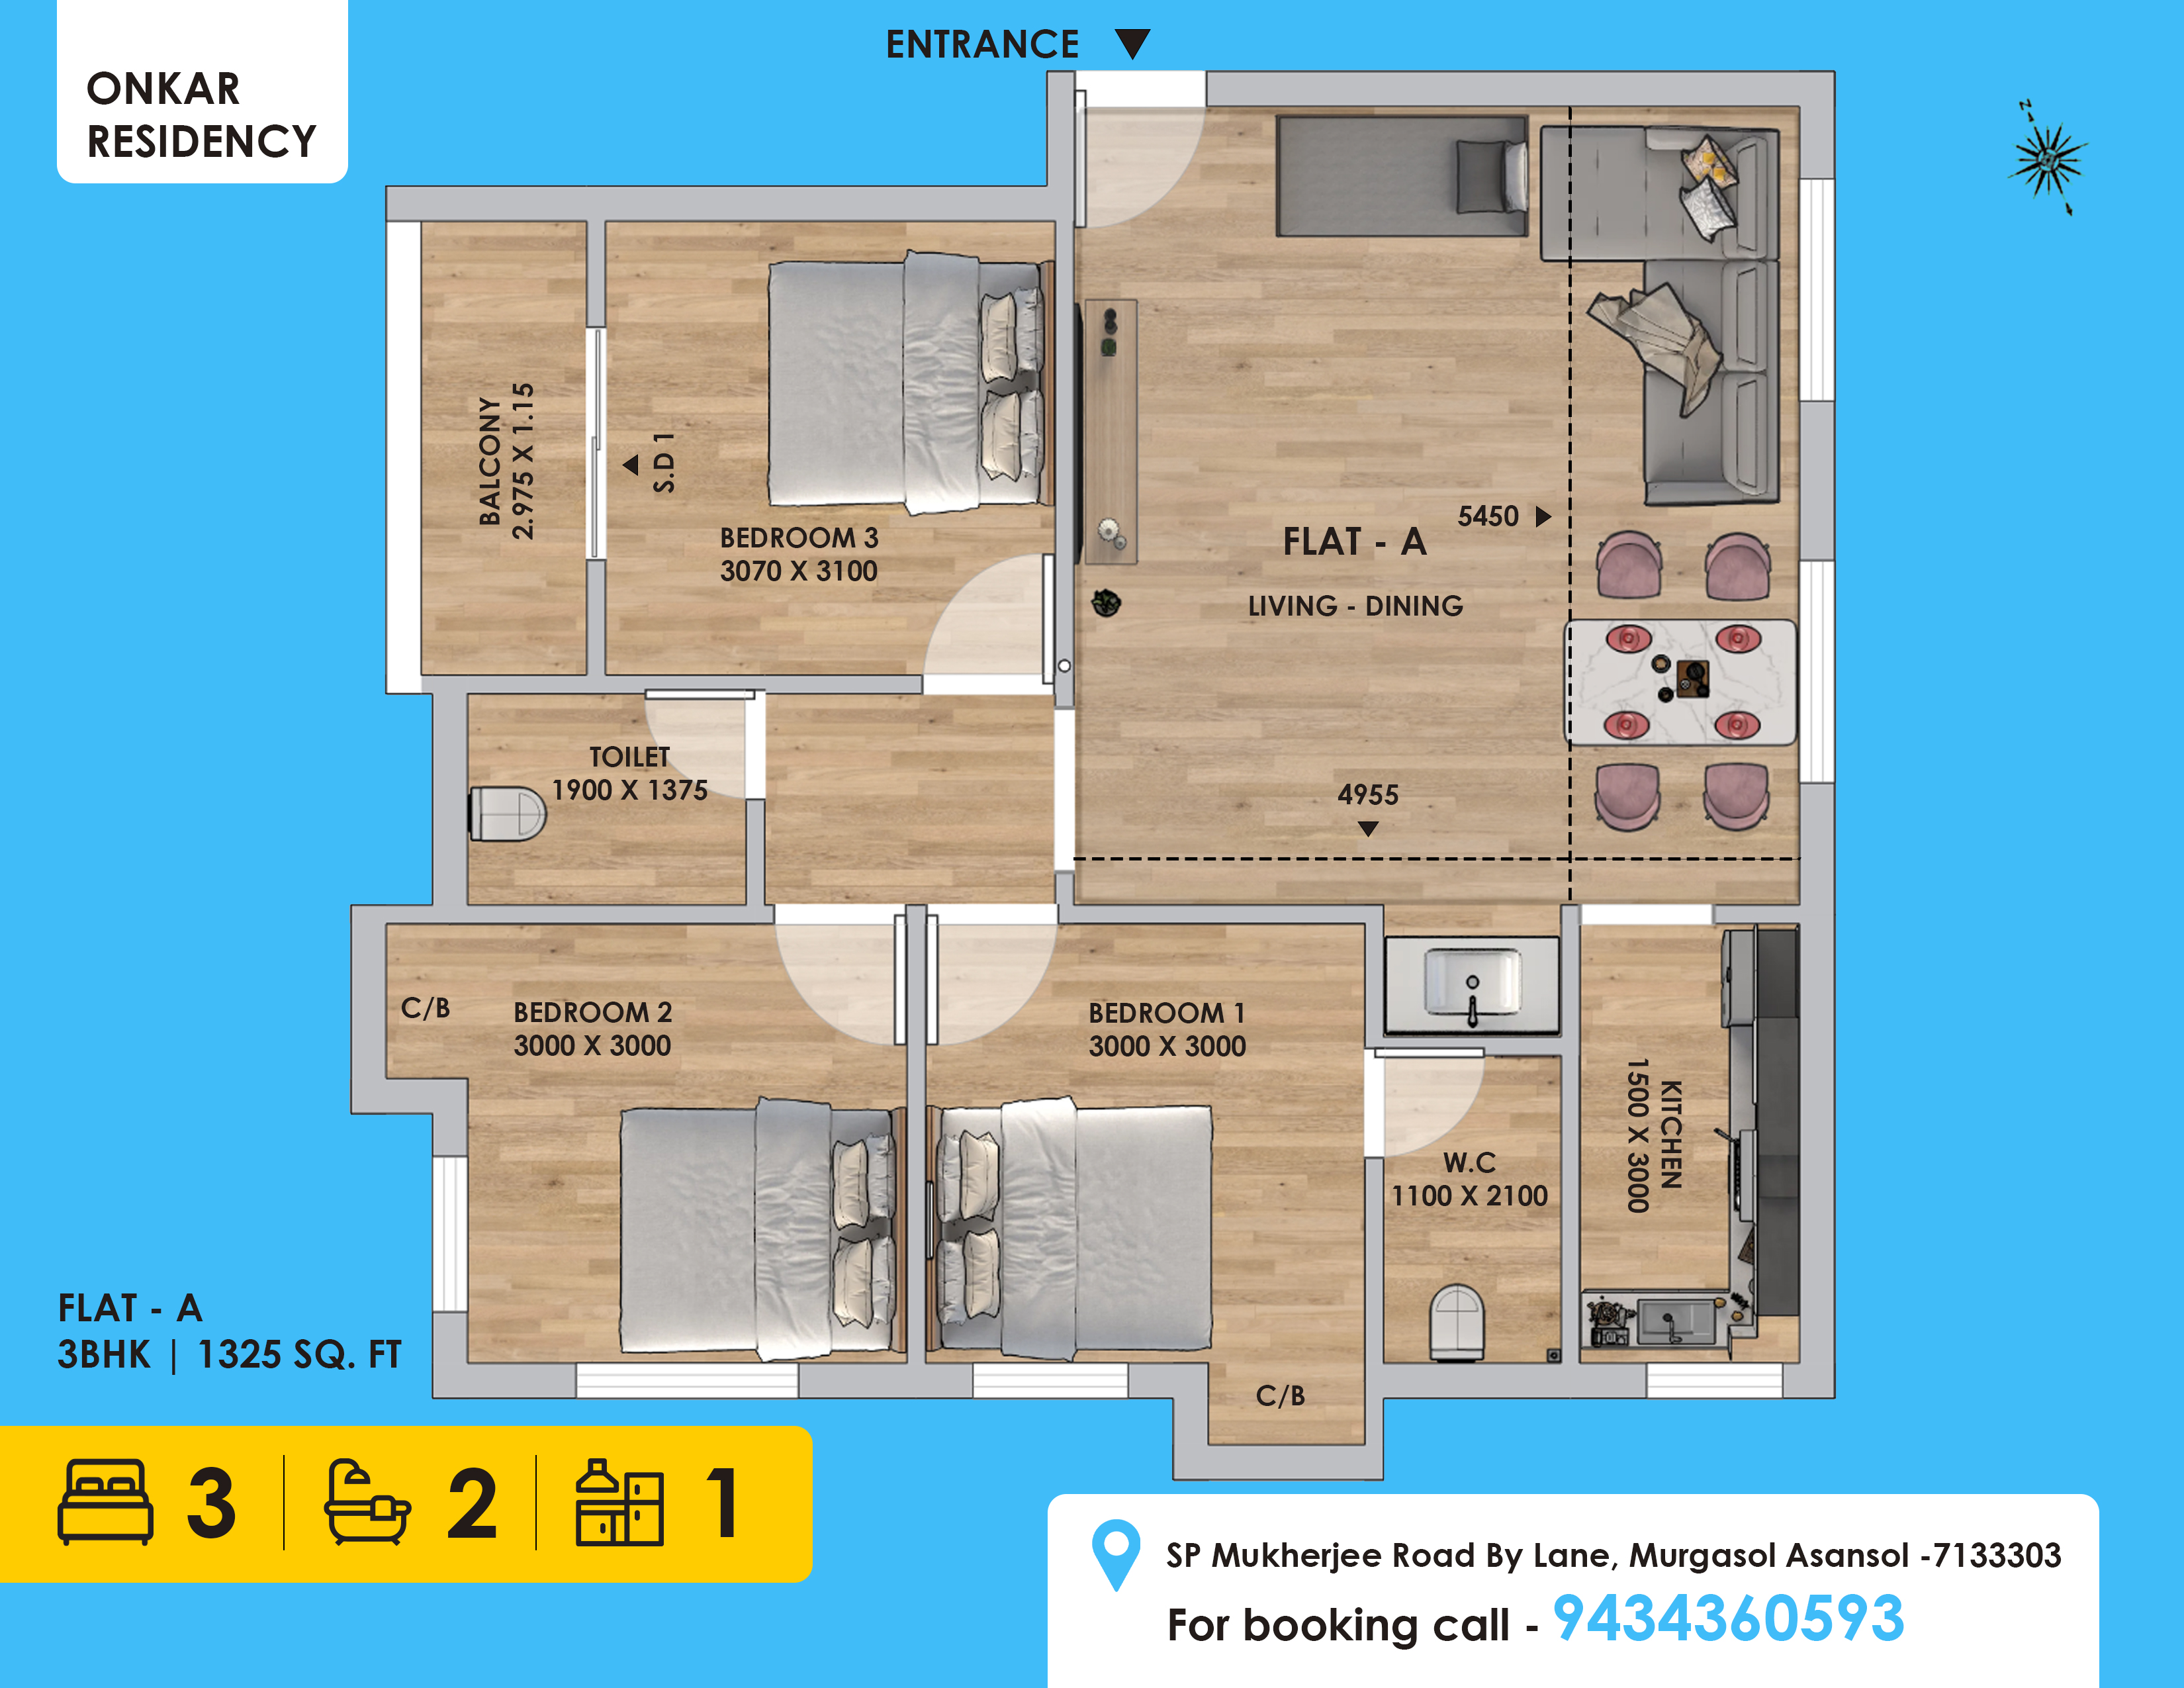 ONKAR
RESIDENCY
ENTRANCE
N
BALCONY
2.975 X 1.15
S.D 1
BEDROOM 3
3070 X 3100
5450
FLAT - A
LIVING - DINING
TOILET
1900 X 1375
4955
C/B
BEDROOM 2
3000 X 3000
BEDROOM 1
3000 X 3000
KITCHEN
1500 X 3000
W.C
1100 X 2100
C/B
FLAT - A
3BHK | 1325 SQ. FT
3 | 2 | 1
SP Mukherjee Road By Lane, Murgasol Asansol -7133303
For booking call - 9434360593